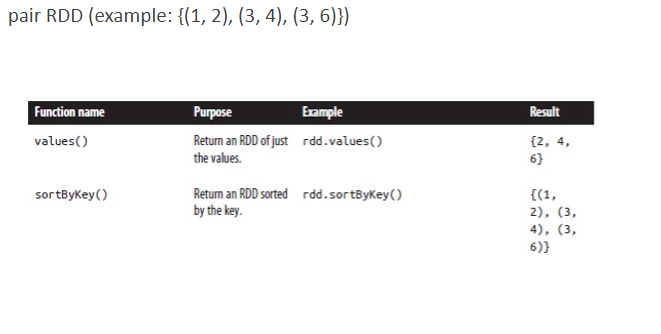 pair RDD (example: {(1, 2), (3, 4), (3, 6)})
Function name Purpose Example Result
values() Return an RDD of just rdd.values() {2, 4,
the values. 6}
sortByKey() Return an RDD sorted rdd.sortByKey() {(1,
by the key. 2), (3,
4), (3,
6)}